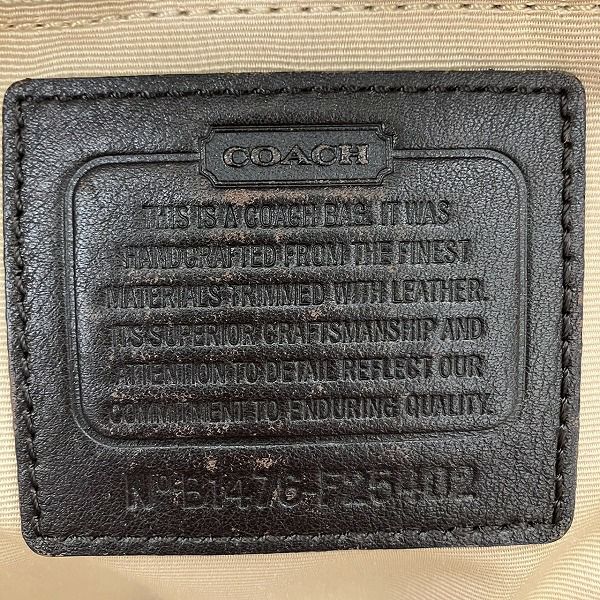 COACH
THIS IS A COACH BAG. IT WAS
HANDCRAFTED FROM THE FINEST
MATERIALS TRIMMED WITH LEATHER.
ITS SUPERIOR CRAFTSMANSHIP AND
ATTENTION TO DETAIL REFLECT OUR
COMMITMENT TO ENDURING QUALITY.
Nº B1476-F25402